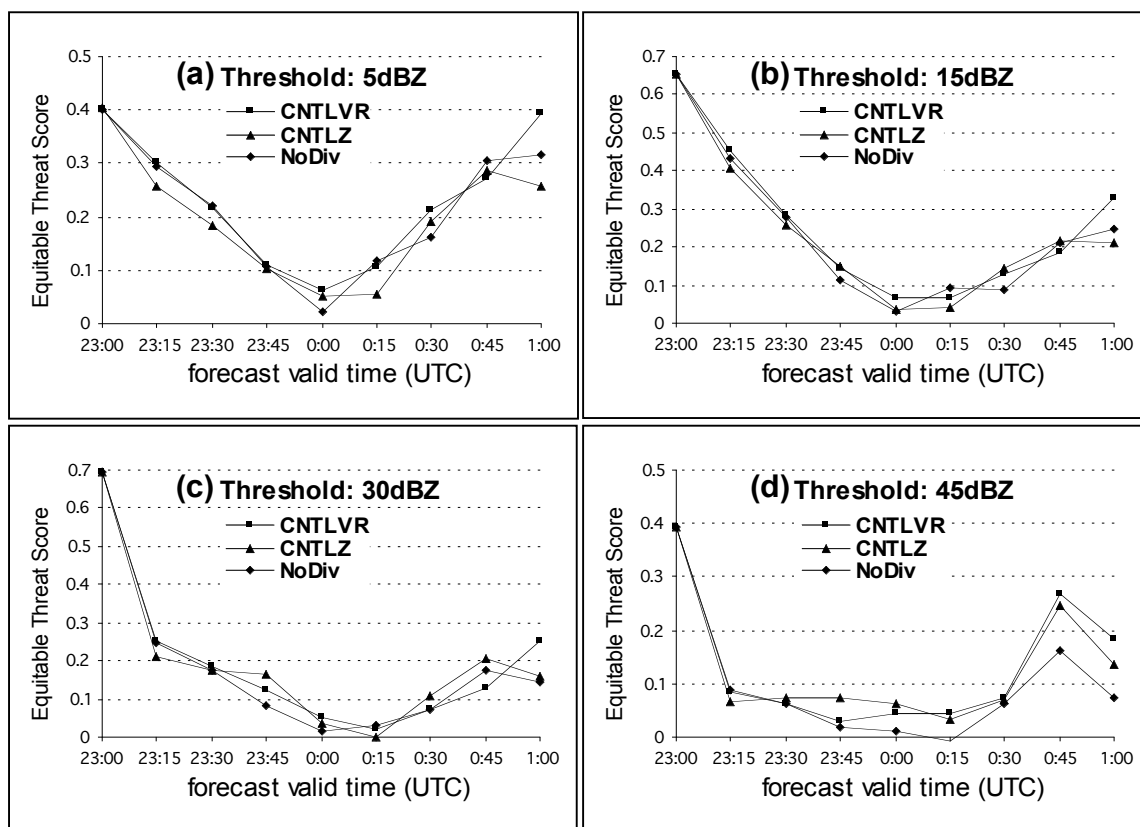 (a) Threshold: 5dBZ
CNTLVR
CNTLZ
NoDiv
Equitable Threat Score
0.5
0.4
0.3
0.2
0.1
0
23:00 23:15 23:30 23:45 0:00 0:15 0:30 0:45 1:00
forecast valid time (UTC)
(b) Threshold: 15dBZ
CNTLVR
CNTLZ
NoDiv
Equitable Threat Score
0.7
0.6
0.5
0.4
0.3
0.2
0.1
0
23:00 23:15 23:30 23:45 0:00 0:15 0:30 0:45 1:00
forecast valid time (UTC)
(c) Threshold: 30dBZ
CNTLVR
CNTLZ
NoDiv
Equitable Threat Score
0.7
0.6
0.5
0.4
0.3
0.2
0.1
0
23:00 23:15 23:30 23:45 0:00 0:15 0:30 0:45 1:00
forecast valid time (UTC)
(d) Threshold: 45dBZ
CNTLVR
CNTLZ
NoDiv
Equitable Threat Score
0.5
0.4
0.3
0.2
0.1
0
23:00 23:15 23:30 23:45 0:00 0:15 0:30 0:45 1:00
forecast valid time (UTC)